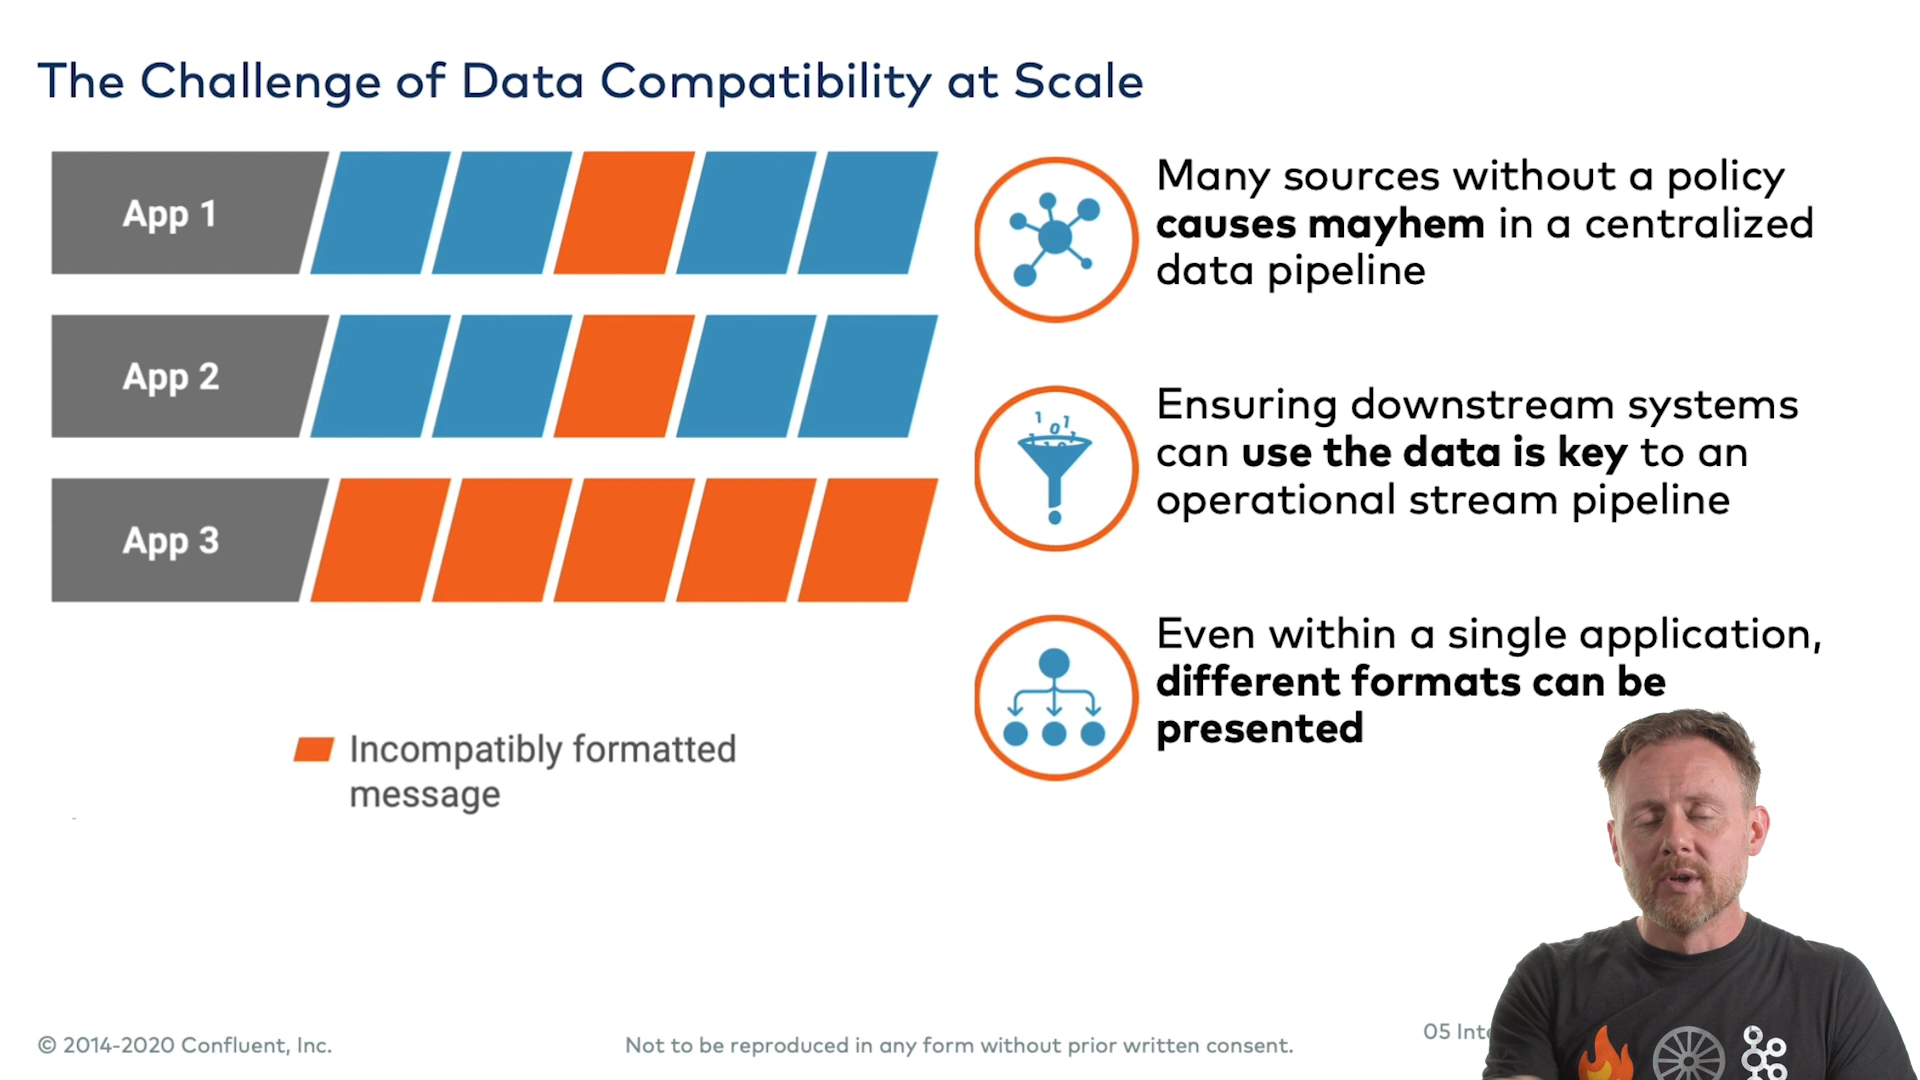 The Challenge of Data Compatibility at Scale
App 1
App 2
App 3
Incompatibly formatted
message
Many sources without a policy
causes mayhem in a centralized
data pipeline
Ensuring downstream systems
can use the data is key to an
operational stream pipeline
Even within a single application,
different formats can be
presented
© 2014-2020 Confluent, Inc.
Not to be reproduced in any form without prior written consent.
05